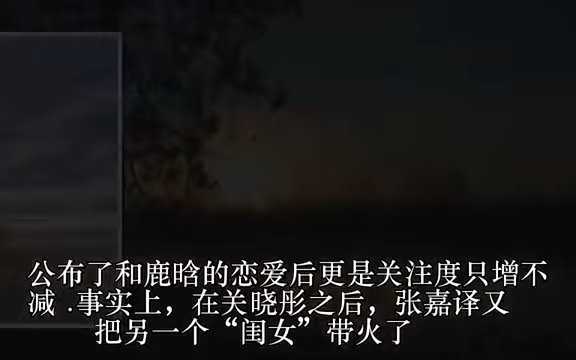 公布了和鹿晗的恋爱后更是关注度只增不
减 .事实上，在关晓彤之后，张嘉译又
把另一个“闺女”带火了